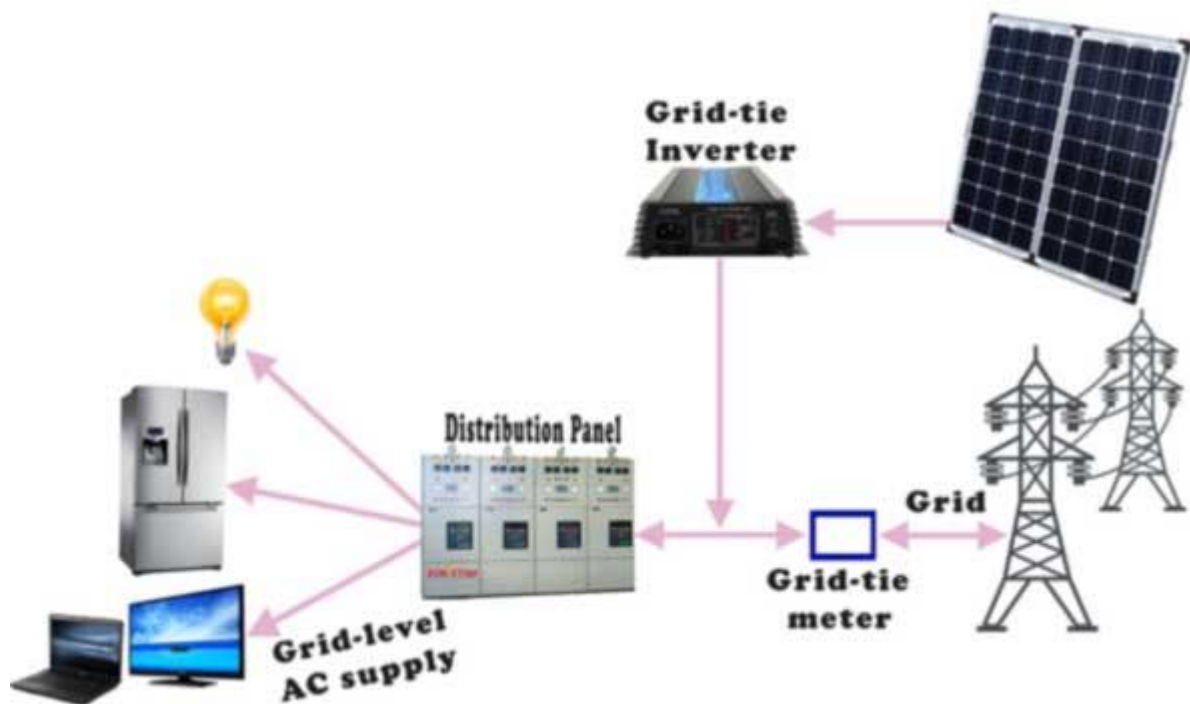 Grid-tie
Inverter
Distribution Panel
Grid
Grid-tie
meter
Grid-level
AC supply